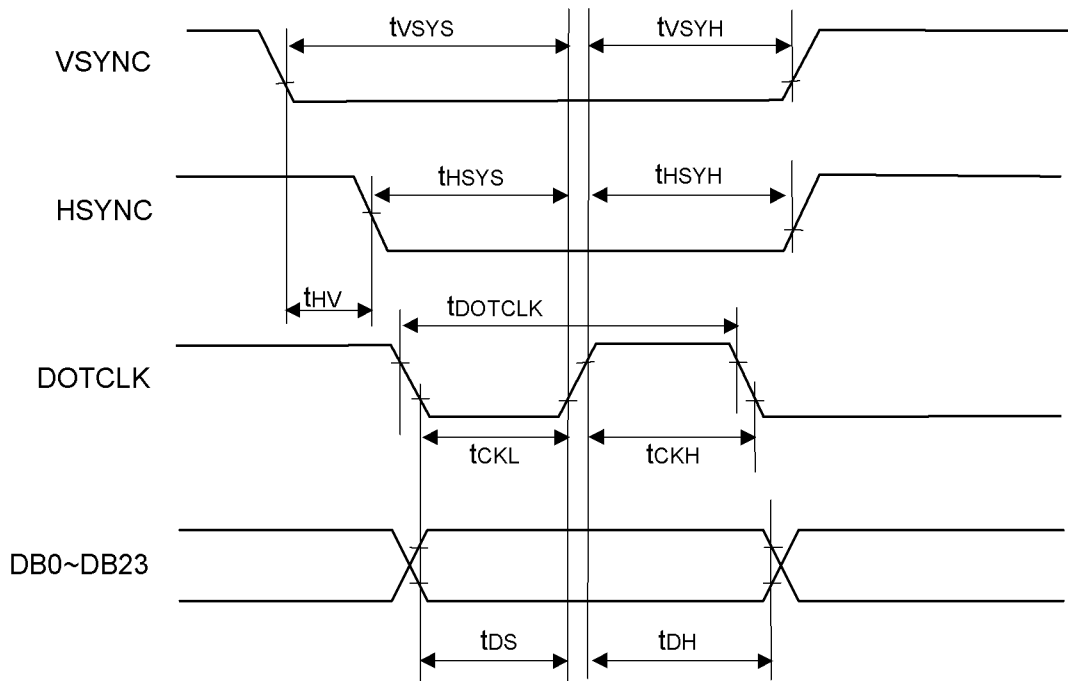 tVSYS tVSYH
VSYNC
tHSYS tHSYH
HSYNC
tHV
tDOTCLK
DOTCLK
tCKL tCKH
DB0~DB23
tDS tDH